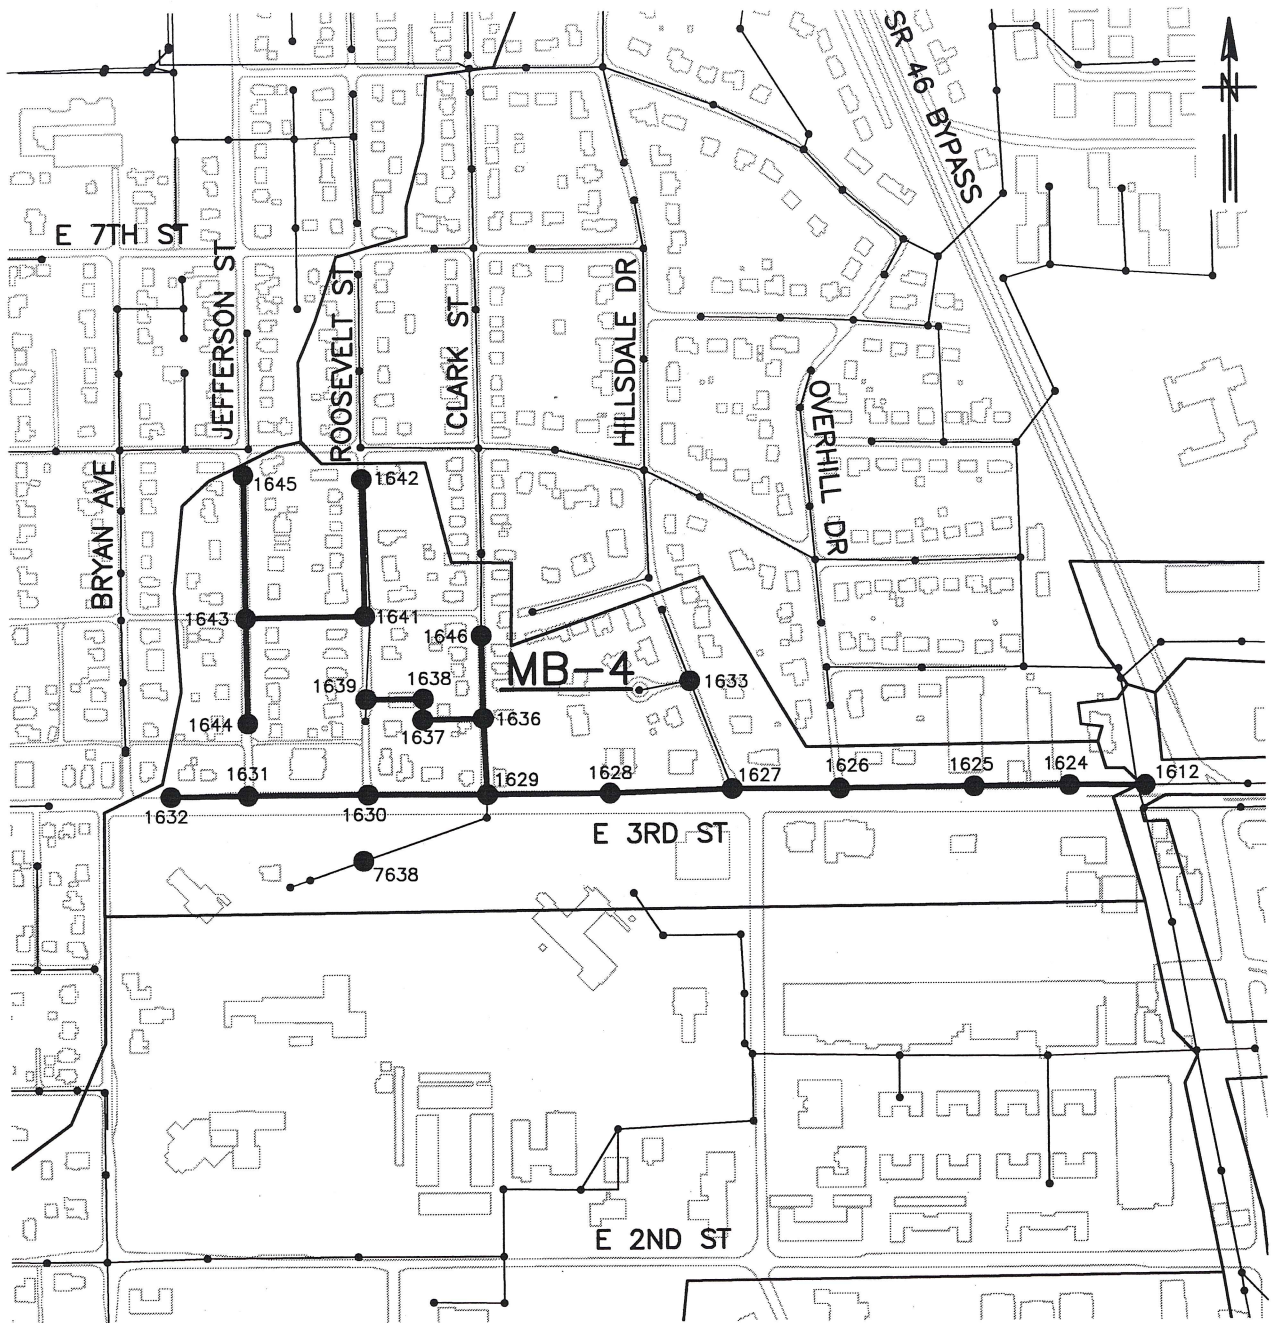 SR 46 BYPASS
N
E 7TH ST
JEFFERSON ST
ROOSEVELT ST
CLARK ST
HILLSDALE DR
OVERHILL DR
BRYAN AVE
1645
1642
1643
1641
1646
MB-4
1639
1638
1633
1644
1637
1636
1631
1629
1628
1627
1626
1625
1624
1612
1632
1630
E 3RD ST
7638
E 2ND ST